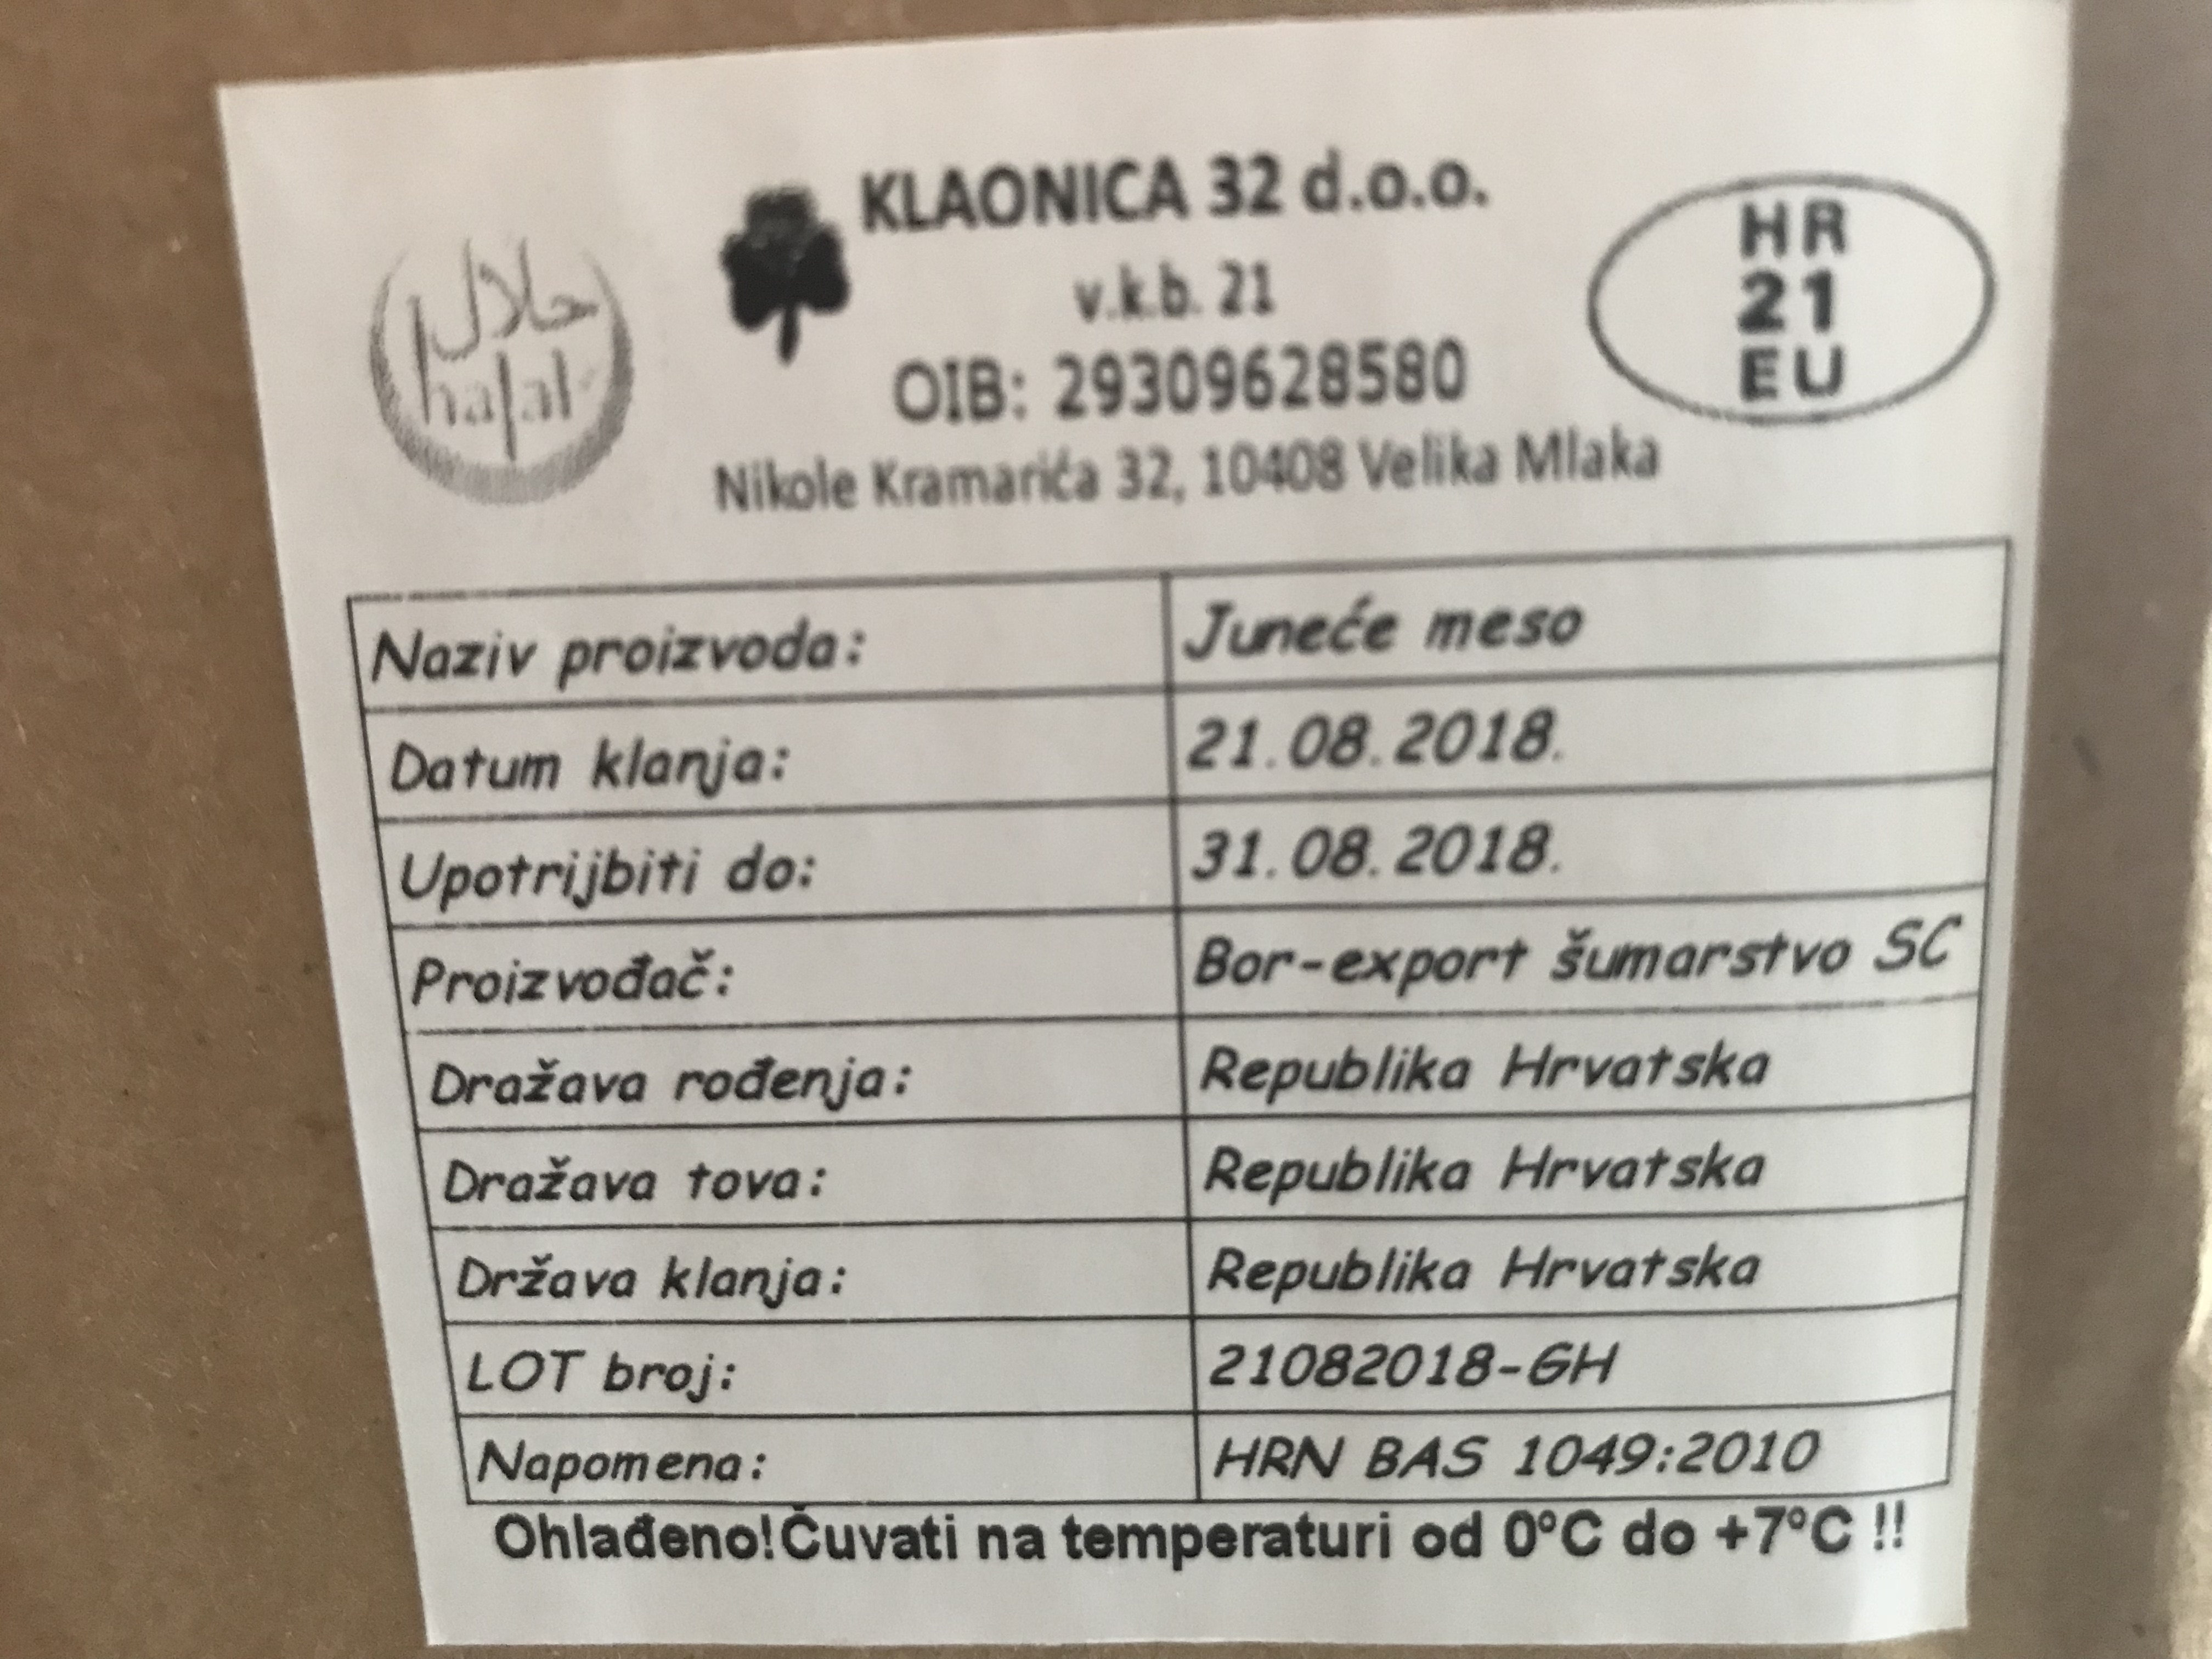 حلال
halal
KLAONICA 32 d.o.o.
v.k.b. 21
OIB: 29309628580
Nikole Kramarića 32, 10408 Velika Mlaka
HR
21
EU
Naziv proizvoda: Juneće meso
Datum klanja: 21.08.2018.
Upotrijbiti do: 31.08.2018.
Proizvođač: Bor-export šumarstvo SC
Dražava rođenja: Republika Hrvatska
Dražava tova: Republika Hrvatska
Država klanja: Republika Hrvatska
LOT broj: 21082018-GH
Napomena: HRN BAS 1049:2010
Ohlađeno!Čuvati na temperaturi od 0°C do +7°C !!